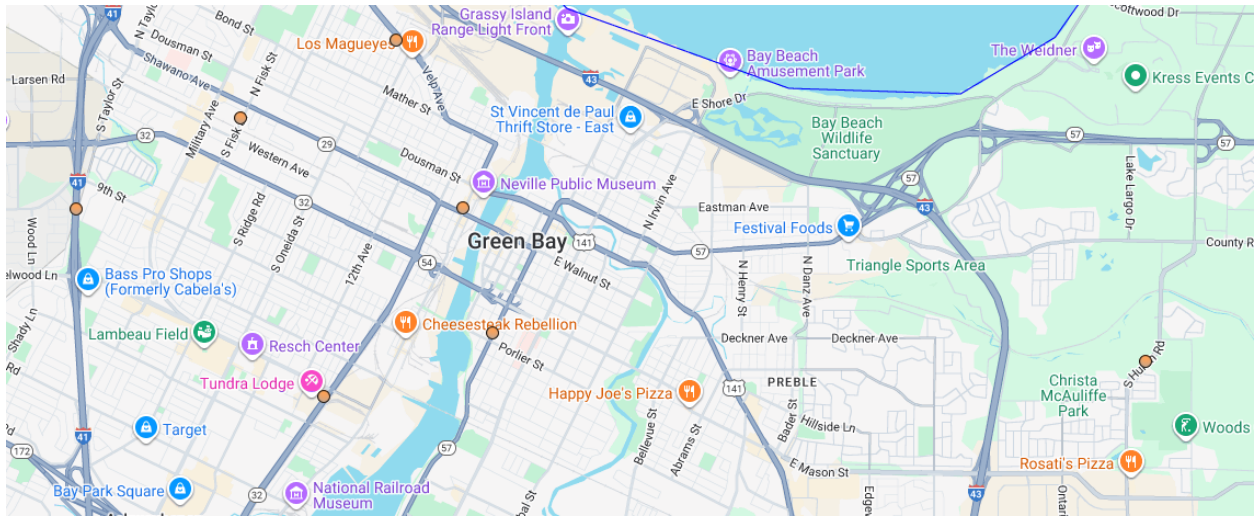 41
N Taylor
Bond St
Grassy Island
Range Light Front
Los Magueyes
Dousman St
Shawano Ave
N Fisk St
Larsen Rd
Velp Ave
43
Bay Beach
Amusement Park
The Weidner
Kress Events C
S Taylor St
Military Ave
S Fisk
Mather St
St Vincent de Paul
Thrift Store - East
E Shore Dr
Bay Beach
Wildlife
Sanctuary
57
57
32
29
Western Ave
Dousman St
41
9th St
32
Neville Public Museum
N Irwin Ave
Eastman Ave
57
43
Lake Largo Dr
Wood Ln
S Ridge Rd
S Oneida St
12th Ave
Green Bay
141
57
Festival Foods
County R
54
E Walnut St
N Henry St
N Danz Ave
Triangle Sports Area
Bass Pro Shops
(Formerly Cabela's)
Shady Ln
Lambeau Field
Resch Center
Cheesesteak Rebellion
Porlier St
Deckner Ave
Deckner Ave
Rd
Tundra Lodge
Happy Joe's Pizza
141
PREBLE
Christa
McAuliffe
Park
41
Target
Bellevue St
Abrams St
Bader St
Hillside Ln
Woods
172
57
E Mason St
Rosati's Pizza
Bay Park Square
32
National Railroad
Museum
Edgew
43
Ontari